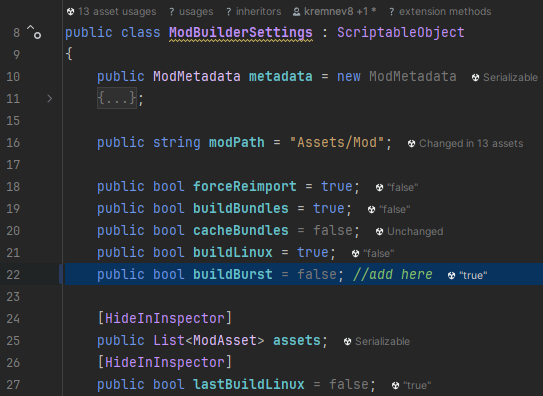 13 asset usages ? usages ? inheritors kremnev8 +1 * ? extension methods
8 public class ModBuilderSettings : ScriptableObject
9 {
10 public ModMetadata metadata = new ModMetadata Serializable
11 {...};
15
16 public string modPath = "Assets/Mod"; Changed in 13 assets
17
18 public bool forceReimport = true; "false"
19 public bool buildBundles = true; "false"
20 public bool cacheBundles = false; Unchanged
21 public bool buildLinux = true; "false"
22 public bool buildBurst = false; //add here "true"
23
24 [HideInInspector]
25 public List<ModAsset> assets; Serializable
26 [HideInInspector]
27 public bool lastBuildLinux = false; "true"